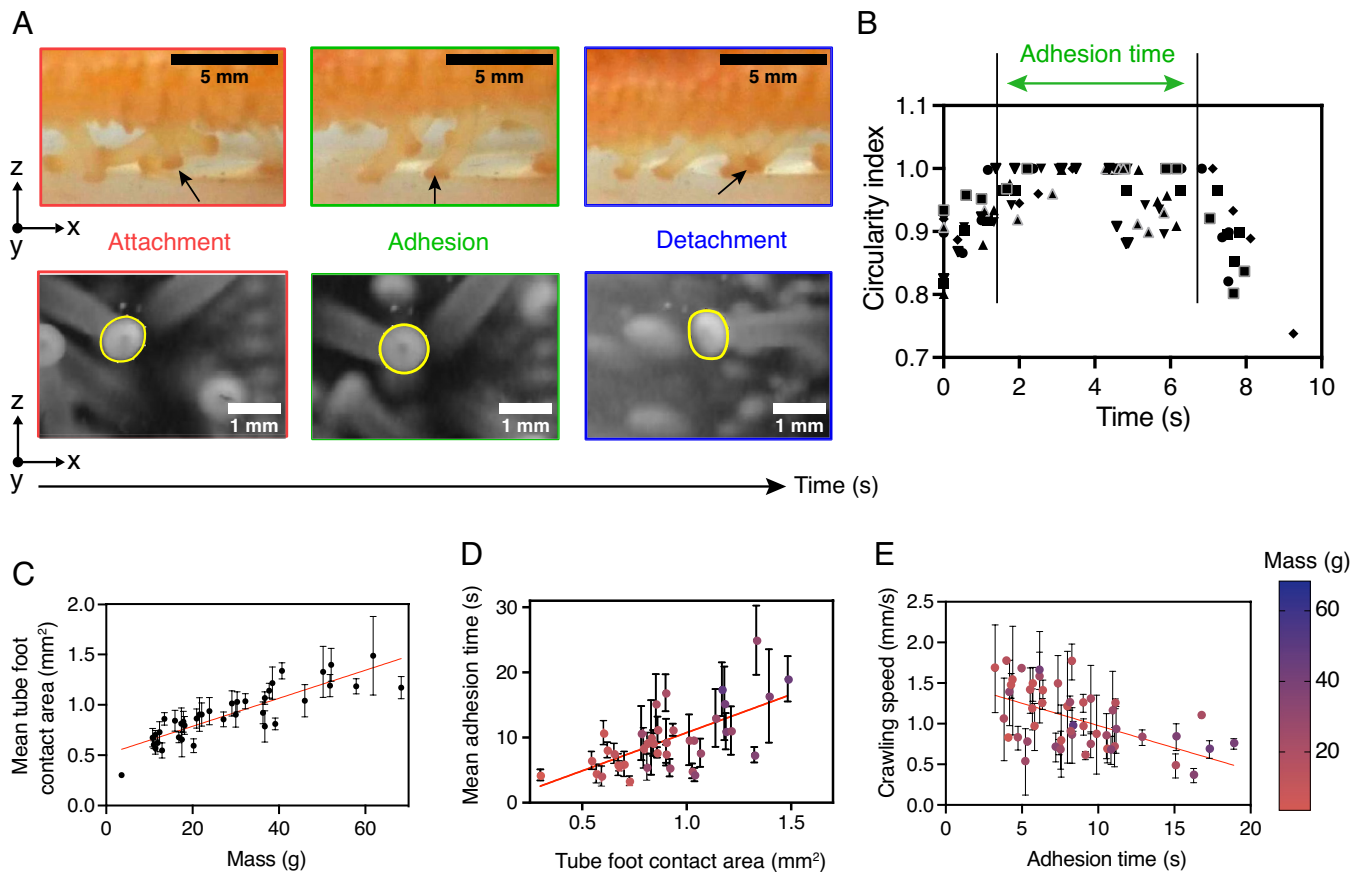 A
5 mm
5 mm
5 mm
z
x
y
Attachment
Adhesion
Detachment
1 mm
1 mm
1 mm
z
x
y
Time (s)
B
Adhesion time
Circularity index
1.1
1.0
0.9
0.8
0.7
0
2
4
6
8
10
Time (s)
C
Mean tube foot
contact area (mm²)
2.0
1.5
1.0
0.5
0.0
0
20
40
60
Mass (g)
D
Mean adhesion time (s)
30
20
10
0
0.5
1.0
1.5
Tube foot contact area (mm²)
E
Crawling speed (mm/s)
2.5
2.0
1.5
1.0
0.5
0.0
0
5
10
15
20
Adhesion time (s)
Mass (g)
60
40
20